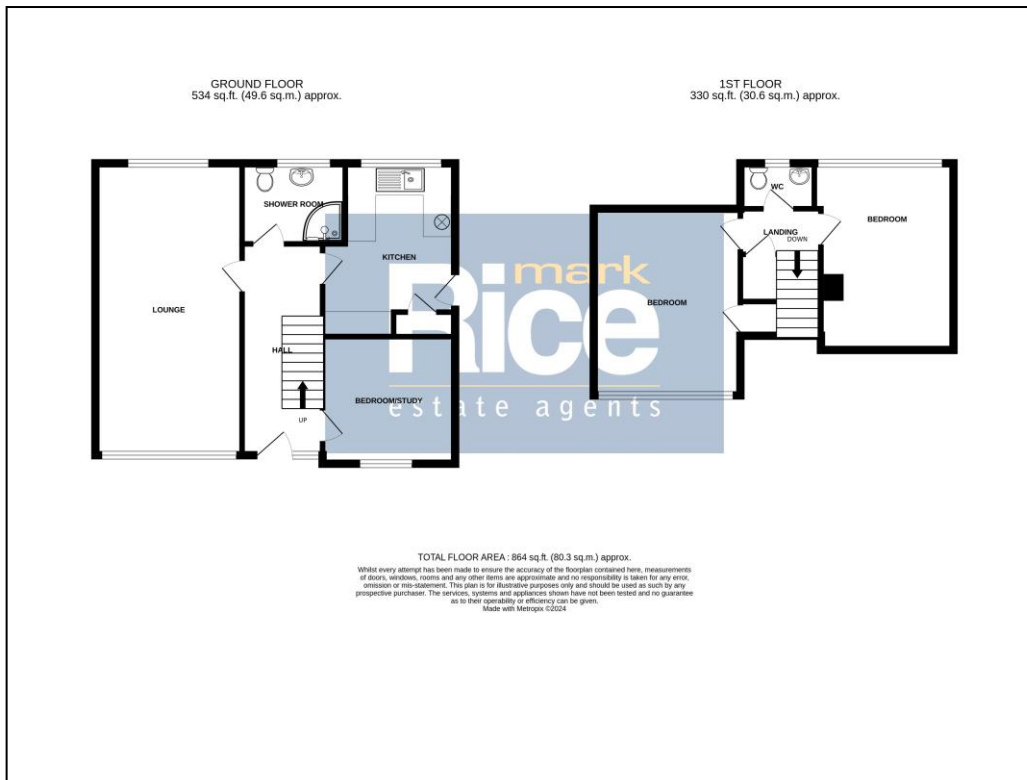 GROUND FLOOR
534 sq.ft. (49.6 sq.m.) approx.
1ST FLOOR
330 sq.ft. (30.6 sq.m.) approx.
SHOWER ROOM
KITCHEN
LOUNGE
HALL
UP
BEDROOM/STUDY
WC
LANDING
DOWN
BEDROOM
BEDROOM
mark
Rice
estate agents
TOTAL FLOOR AREA : 864 sq.ft. (80.3 sq.m.) approx.
Whilst every attempt has been made to ensure the accuracy of the floorplan contained here, measurements
of doors, windows, rooms and any other items are approximate and no responsibility is taken for any error,
omission or mis-statement. This plan is for illustrative purposes only and should be used as such by any
prospective purchaser. The services, systems and appliances shown have not been tested and no guarantee
as to their operability or efficiency can be given.
Made with Metropix ©2024